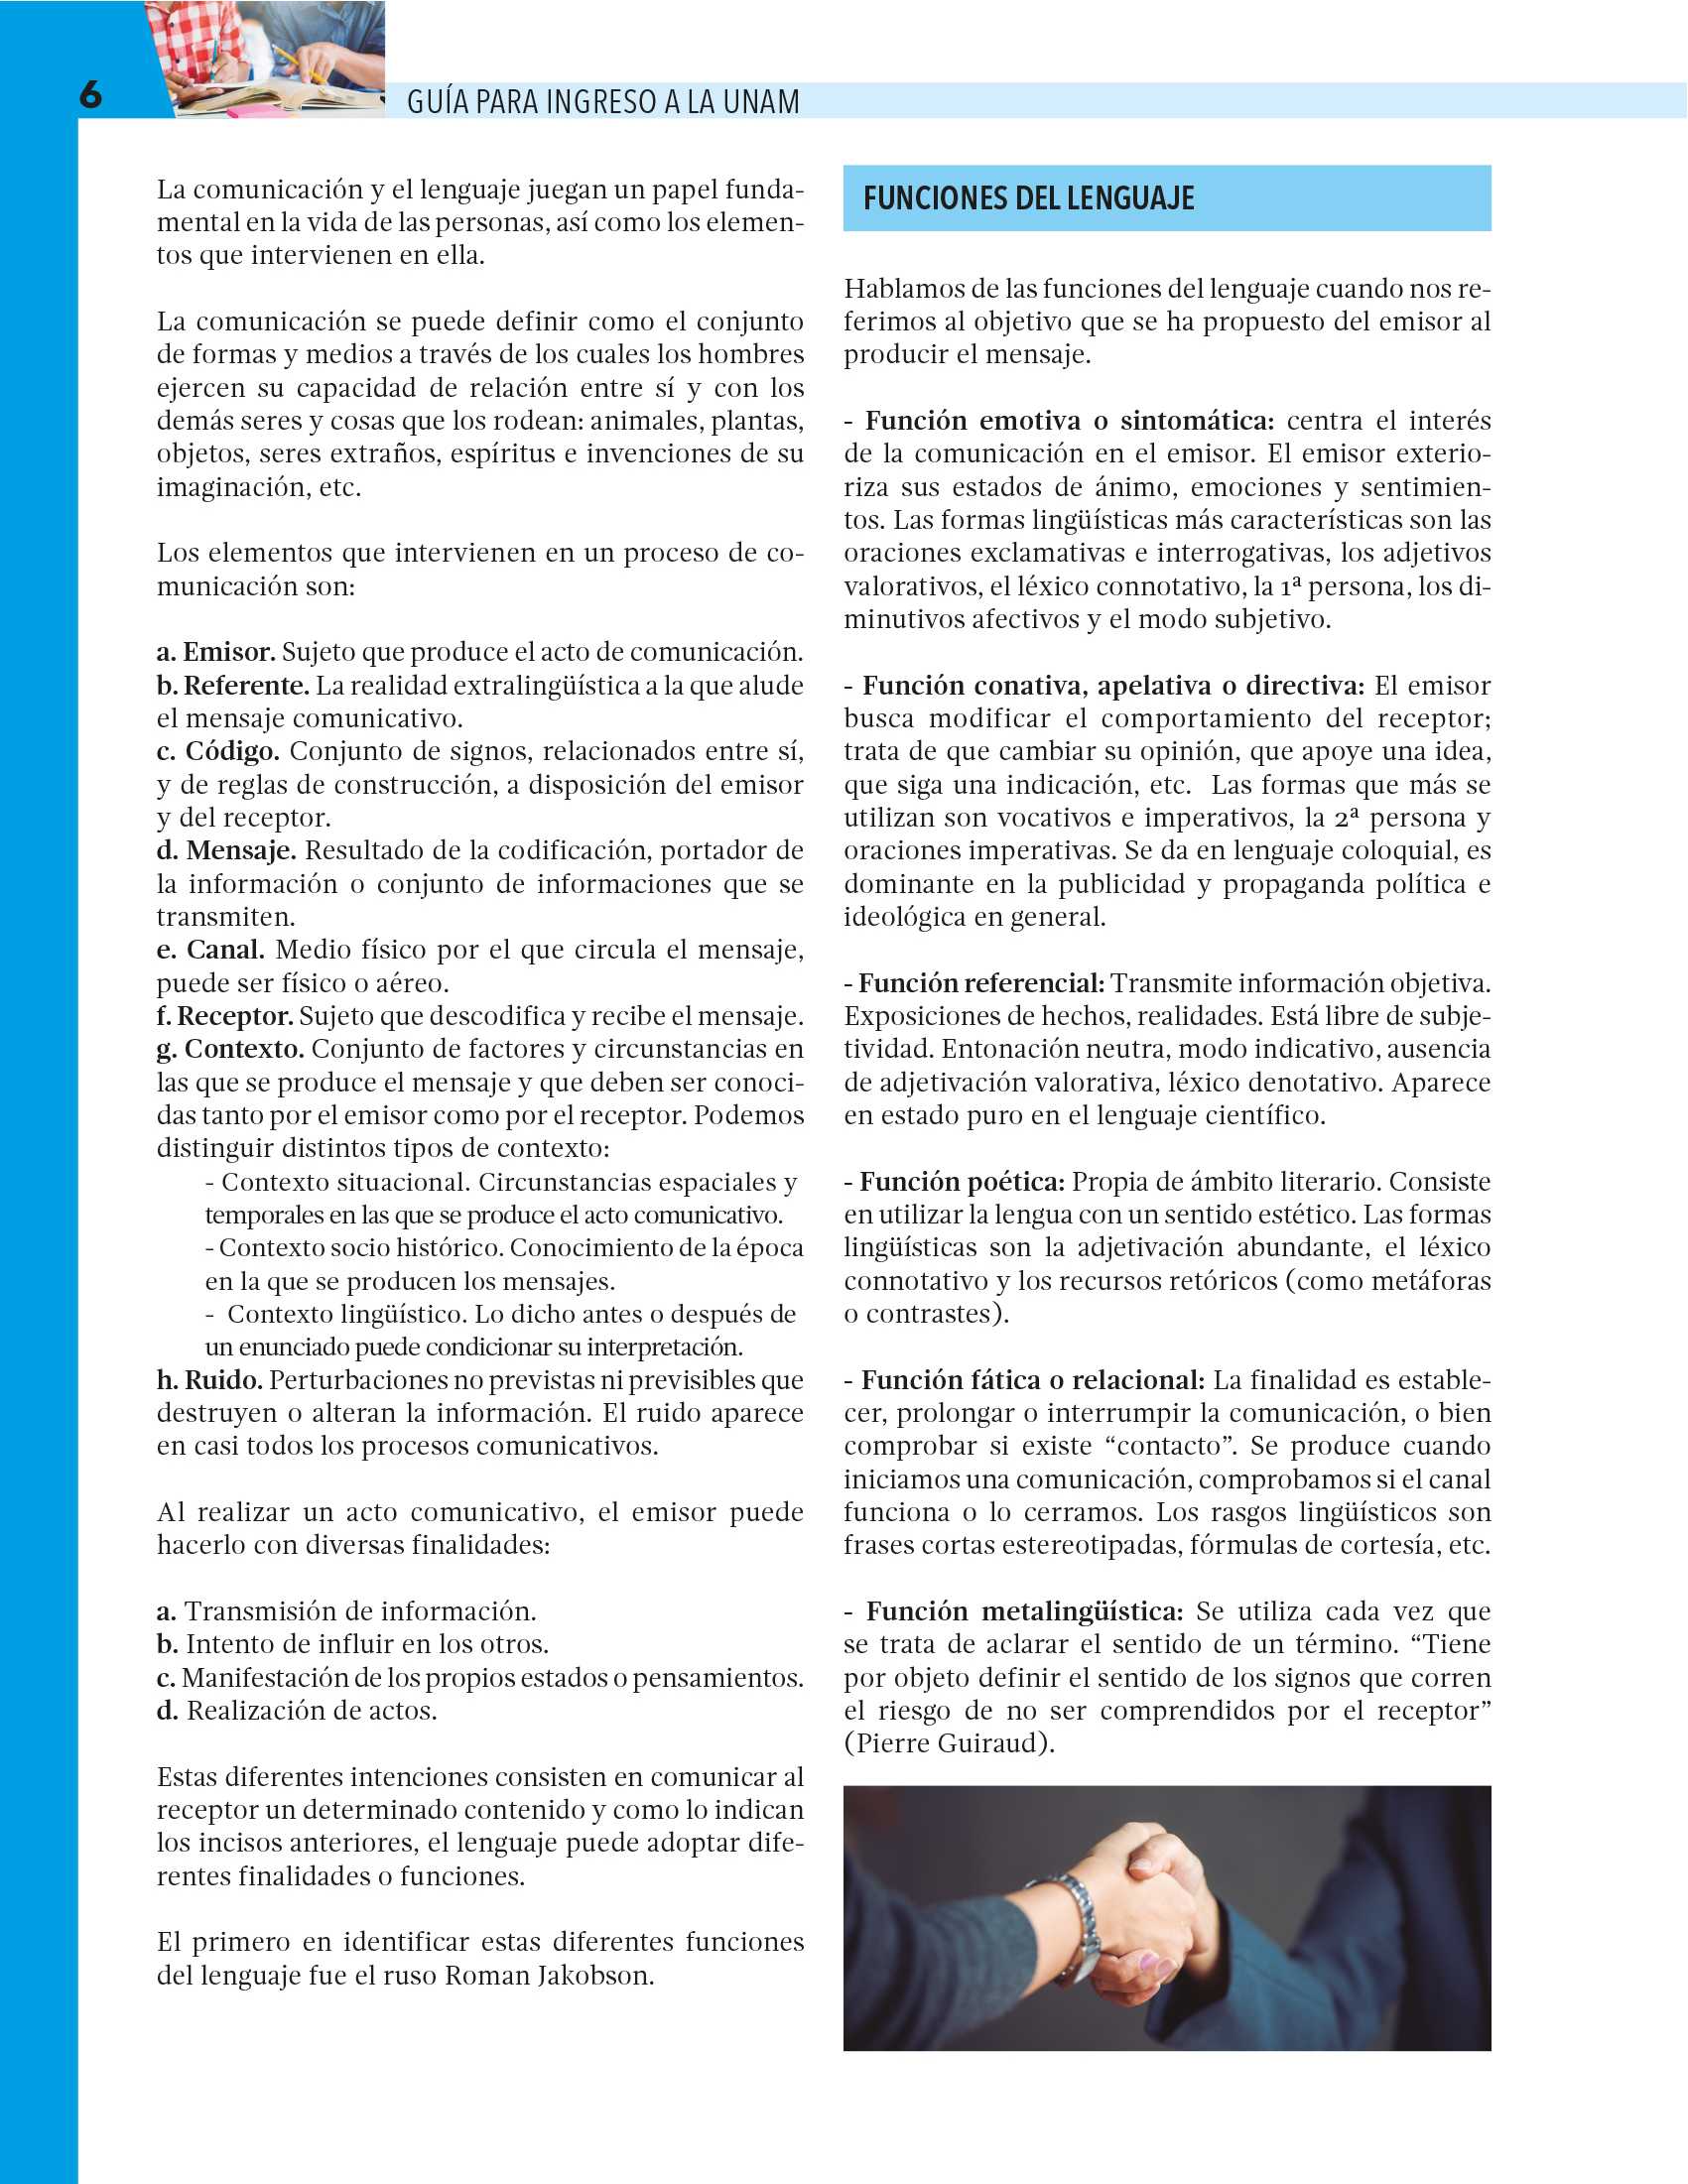 6
GUÍA PARA INGRESO A LA UNAM
La comunicación y el lenguaje juegan un papel funda-
mental en la vida de las personas, así como los elemen-
tos que intervienen en ella.
La comunicación se puede definir como el conjunto
de formas y medios a través de los cuales los hombres
ejercen su capacidad de relación entre sí y con los
demás seres y cosas que los rodean: animales, plantas,
objetos, seres extraños, espíritus e invenciones de su
imaginación, etc.
Los elementos que intervienen en un proceso de co-
municación son:
a. Emisor. Sujeto que produce el acto de comunicación.
b. Referente. La realidad extralingüística a la que alude
el mensaje comunicativo.
c. Código. Conjunto de signos, relacionados entre sí,
y de reglas de construcción, a disposición del emisor
y del receptor.
d. Mensaje. Resultado de la codificación, portador de
la información o conjunto de informaciones que se
transmiten.
e. Canal. Medio físico por el que circula el mensaje,
puede ser físico o aéreo.
f. Receptor. Sujeto que descodifica y recibe el mensaje.
g. Contexto. Conjunto de factores y circunstancias en
las que se produce el mensaje y que deben ser conoci-
das tanto por el emisor como por el receptor. Podemos
distinguir distintos tipos de contexto:
- Contexto situacional. Circunstancias espaciales y
temporales en las que se produce el acto comunicativo.
- Contexto socio histórico. Conocimiento de la época
en la que se producen los mensajes.
- Contexto lingüístico. Lo dicho antes o después de
un enunciado puede condicionar su interpretación.
h. Ruido. Perturbaciones no previstas ni previsibles que
destruyen o alteran la información. El ruido aparece
en casi todos los procesos comunicativos.
Al realizar un acto comunicativo, el emisor puede
hacerlo con diversas finalidades:
a. Transmisión de información.
b. Intento de influir en los otros.
c. Manifestación de los propios estados o pensamientos.
d. Realización de actos.
Estas diferentes intenciones consisten en comunicar al
receptor un determinado contenido y como lo indican
los incisos anteriores, el lenguaje puede adoptar dife-
rentes finalidades o funciones.
El primero en identificar estas diferentes funciones
del lenguaje fue el ruso Roman Jakobson.
FUNCIONES DEL LENGUAJE
Hablamos de las funciones del lenguaje cuando nos re-
ferimos al objetivo que se ha propuesto del emisor al
producir el mensaje.
- Función emotiva o sintomática: centra el interés
de la comunicación en el emisor. El emisor exterio-
riza sus estados de ánimo, emociones y sentimien-
tos. Las formas lingüísticas más características son las
oraciones exclamativas e interrogativas, los adjetivos
valorativos, el léxico connotativo, la 1ª persona, los di-
minutivos afectivos y el modo subjetivo.
- Función conativa, apelativa o directiva: El emisor
busca modificar el comportamiento del receptor;
trata de que cambiar su opinión, que apoye una idea,
que siga una indicación, etc. Las formas que más se
utilizan son vocativos e imperativos, la 2ª persona y
oraciones imperativas. Se da en lenguaje coloquial, es
dominante en la publicidad y propaganda política e
ideológica en general.
- Función referencial: Transmite información objetiva.
Exposiciones de hechos, realidades. Está libre de subje-
tividad. Entonación neutra, modo indicativo, ausencia
de adjetivación valorativa, léxico denotativo. Aparece
en estado puro en el lenguaje científico.
- Función poética: Propia de ámbito literario. Consiste
en utilizar la lengua con un sentido estético. Las formas
lingüísticas son la adjetivación abundante, el léxico
connotativo y los recursos retóricos (como metáforas
o contrastes).
- Función fática o relacional: La finalidad es estable-
cer, prolongar o interrumpir la comunicación, o bien
comprobar si existe “contacto”. Se produce cuando
iniciamos una comunicación, comprobamos si el canal
funciona o lo cerramos. Los rasgos lingüísticos son
frases cortas estereotipadas, fórmulas de cortesía, etc.
- Función metalingüística: Se utiliza cada vez que
se trata de aclarar el sentido de un término. “Tiene
por objeto definir el sentido de los signos que corren
el riesgo de no ser comprendidos por el receptor”
(Pierre Guiraud).